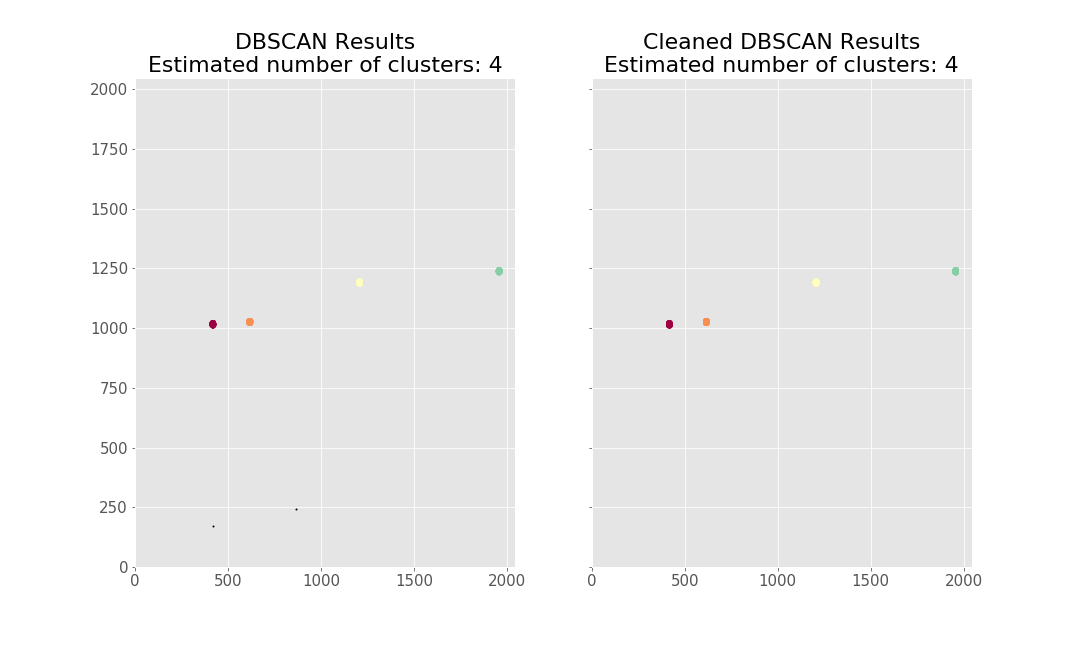 DBSCAN Results
Estimated number of clusters: 4
Cleaned DBSCAN Results
Estimated number of clusters: 4
2000
1750
1500
1250
1000
750
500
250
0
0 500 1000 1500 2000
0 500 1000 1500 2000